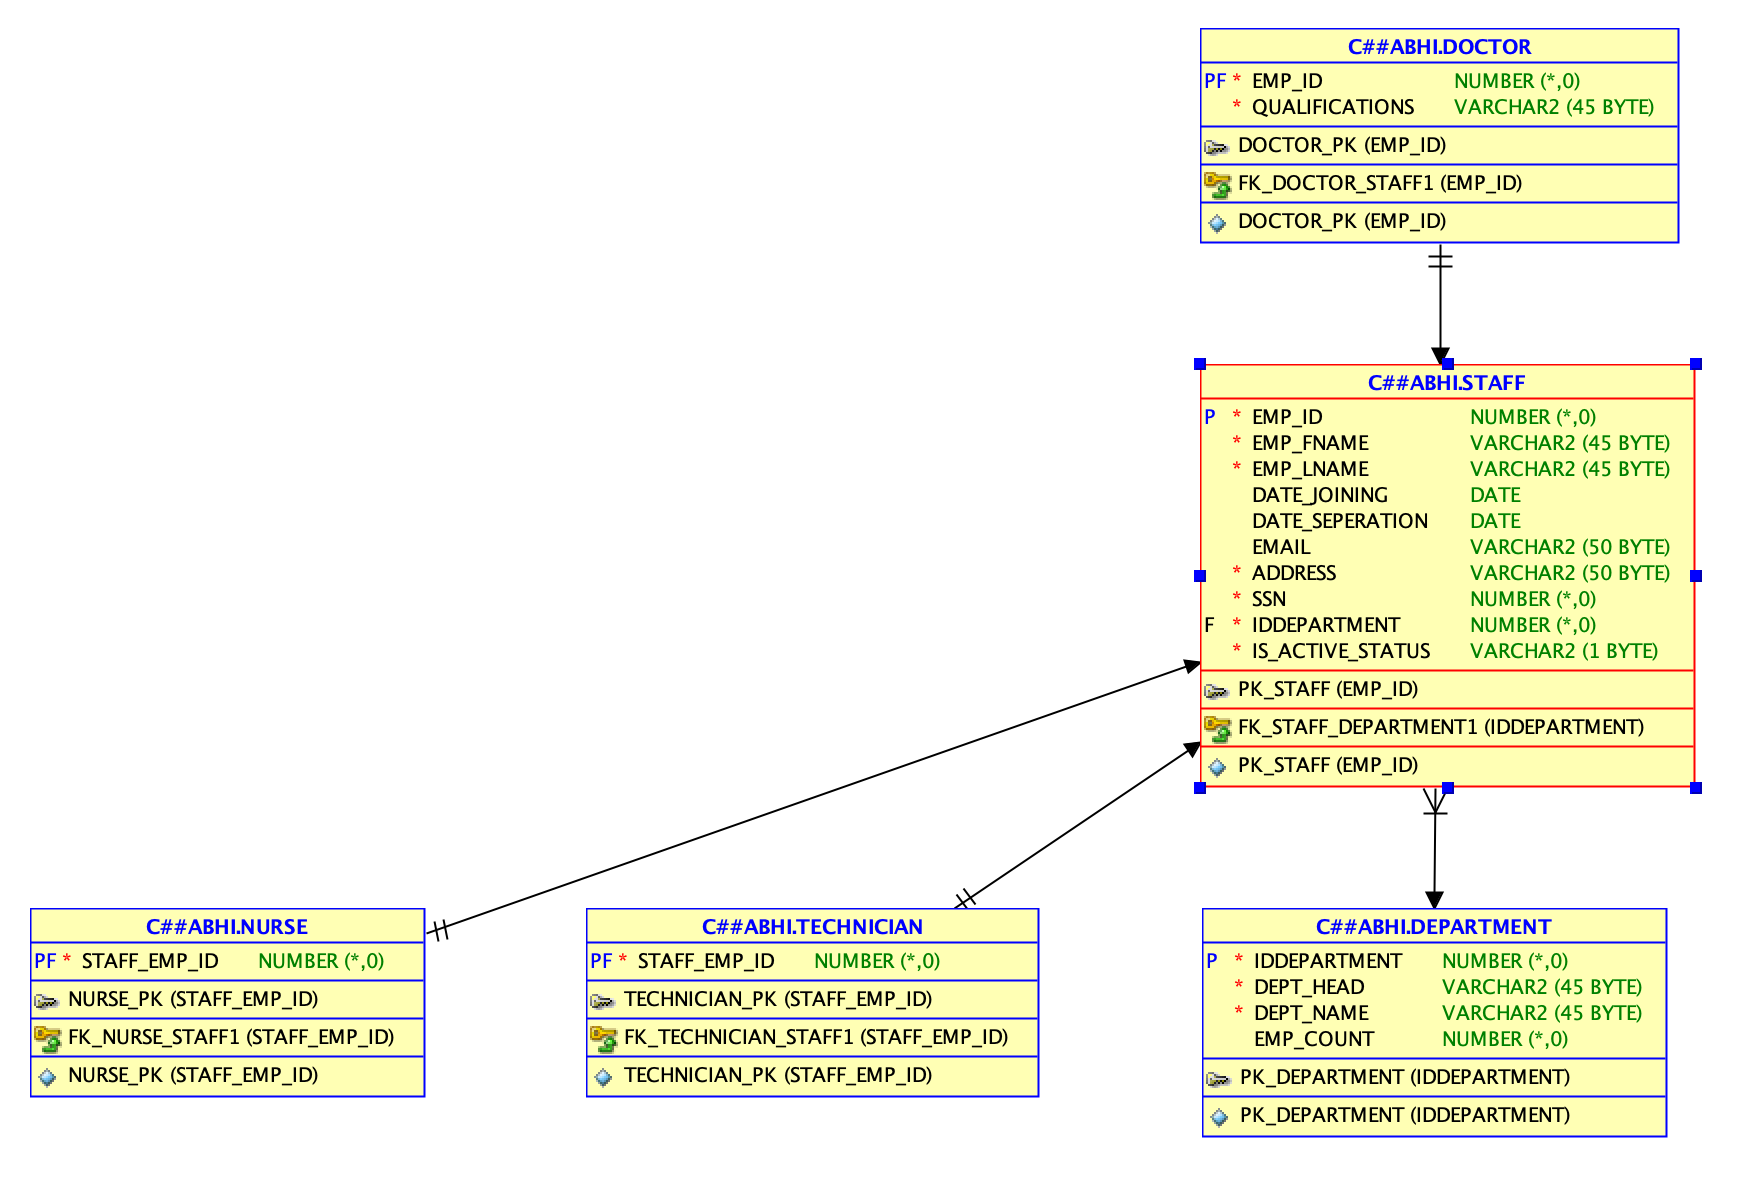 C##ABHI.DOCTOR
PF * EMP_ID NUMBER (*,0)
* QUALIFICATIONS VARCHAR2 (45 BYTE)
DOCTOR_PK (EMP_ID)
FK_DOCTOR_STAFF1 (EMP_ID)
DOCTOR_PK (EMP_ID)
C##ABHI.STAFF
P * EMP_ID NUMBER (*,0)
* EMP_FNAME VARCHAR2 (45 BYTE)
* EMP_LNAME VARCHAR2 (45 BYTE)
DATE_JOINING DATE
DATE_SEPERATION DATE
EMAIL VARCHAR2 (50 BYTE)
* ADDRESS VARCHAR2 (50 BYTE)
* SSN NUMBER (*,0)
F * IDDEPARTMENT NUMBER (*,0)
* IS_ACTIVE_STATUS VARCHAR2 (1 BYTE)
PK_STAFF (EMP_ID)
FK_STAFF_DEPARTMENT1 (IDDEPARTMENT)
PK_STAFF (EMP_ID)
C##ABHI.NURSE
PF * STAFF_EMP_ID NUMBER (*,0)
NURSE_PK (STAFF_EMP_ID)
FK_NURSE_STAFF1 (STAFF_EMP_ID)
NURSE_PK (STAFF_EMP_ID)
C##ABHI.TECHNICIAN
PF * STAFF_EMP_ID NUMBER (*,0)
TECHNICIAN_PK (STAFF_EMP_ID)
FK_TECHNICIAN_STAFF1 (STAFF_EMP_ID)
TECHNICIAN_PK (STAFF_EMP_ID)
C##ABHI.DEPARTMENT
P * IDDEPARTMENT NUMBER (*,0)
* DEPT_HEAD VARCHAR2 (45 BYTE)
* DEPT_NAME VARCHAR2 (45 BYTE)
EMP_COUNT NUMBER (*,0)
PK_DEPARTMENT (IDDEPARTMENT)
PK_DEPARTMENT (IDDEPARTMENT)